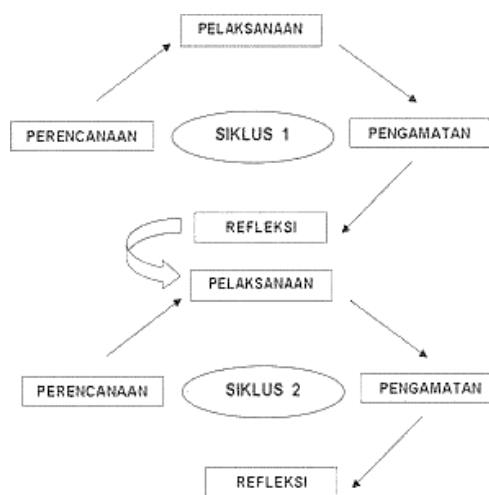 PELAKSANAAN
PERENCANAAN
SIKLUS 1
PENGAMATAN
REFLEKSI
PELAKSANAAN
PERENCANAAN
SIKLUS 2
PENGAMATAN
REFLEKSI